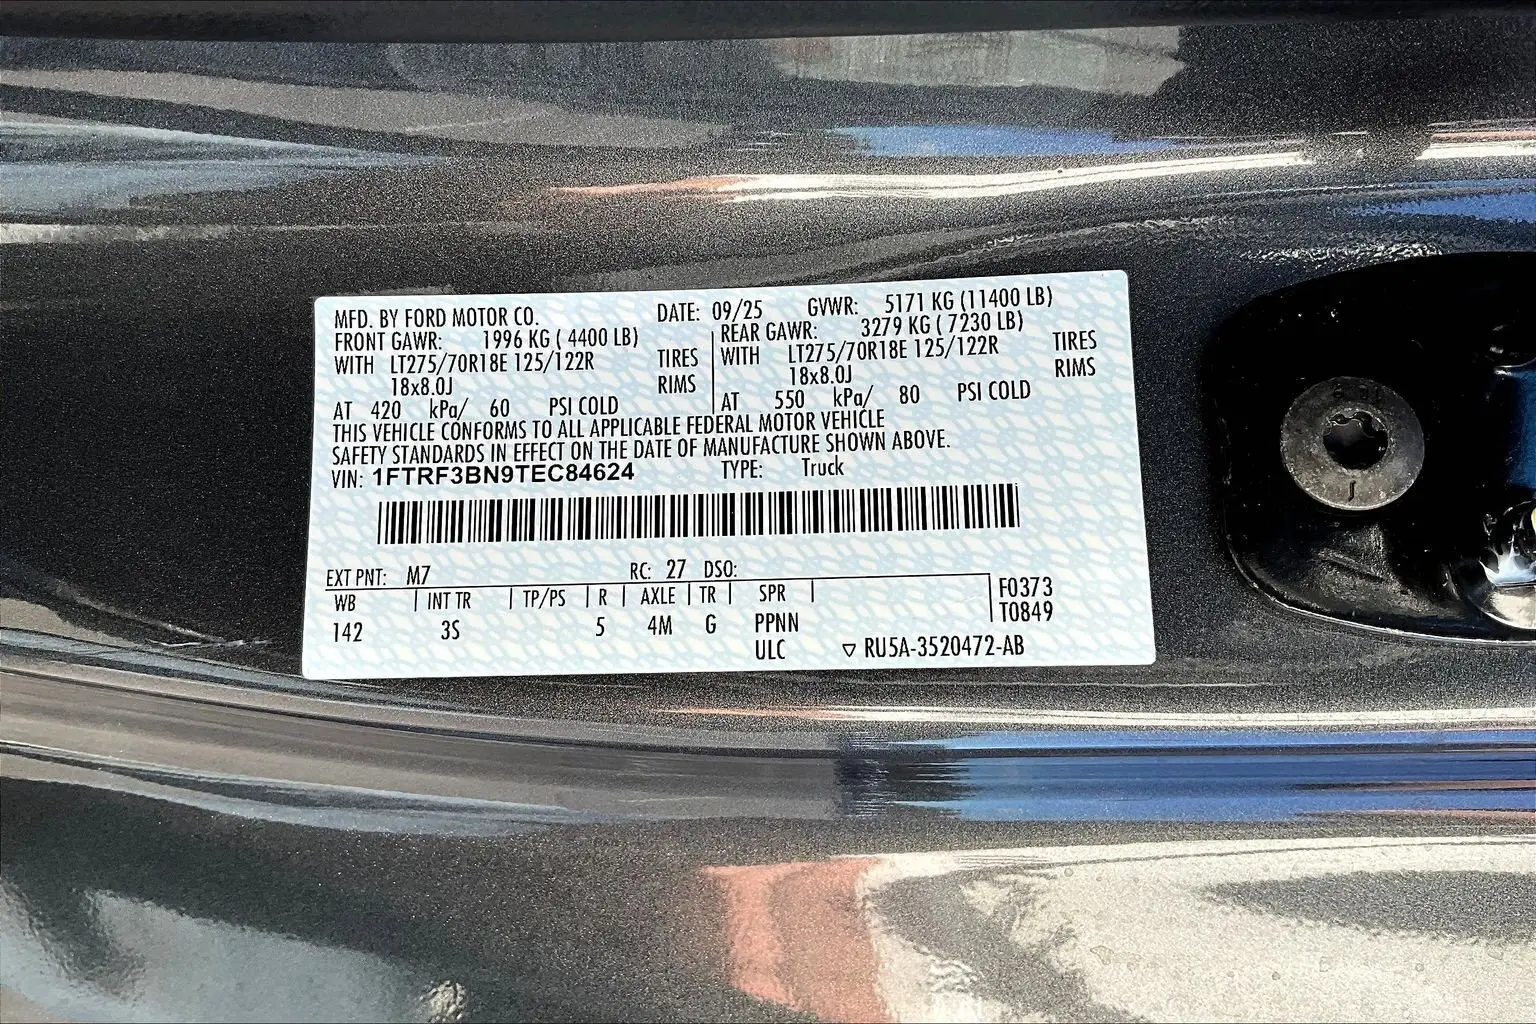 MFD. BY FORD MOTOR CO. DATE: 09/25 GVWR: 5171 KG (11400 LB)
FRONT GAWR: 1996 KG ( 4400 LB) REAR GAWR: 3279 KG ( 7230 LB)
WITH LT275/70R18E 125/122R TIRES WITH LT275/70R18E 125/122R TIRES
18x8.0J RIMS 18x8.0J RIMS
AT 420 kPa/ 60 PSI COLD AT 550 kPa/ 80 PSI COLD
THIS VEHICLE CONFORMS TO ALL APPLICABLE FEDERAL MOTOR VEHICLE
SAFETY STANDARDS IN EFFECT ON THE DATE OF MANUFACTURE SHOWN ABOVE.
VIN: 1FTRF3BN9TEC84624 TYPE: Truck
EXT PNT: M7 RC: 27 DSO:
WB INT TR TP/PS R AXLE TR SPR F0373
142 3S 5 4M G PPNN T0849
ULC ▽ RU5A-3520472-AB